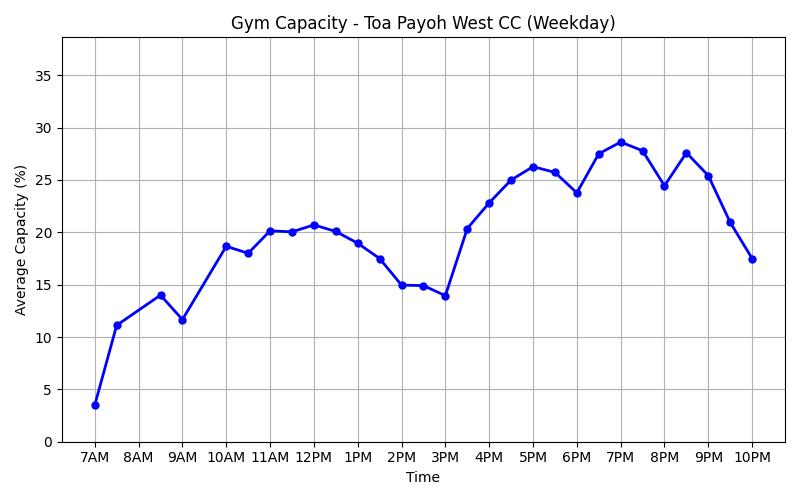 Gym Capacity - Toa Payoh West CC (Weekday)
Average Capacity (%)
35
30
25
20
15
10
5
0
7AM 8AM 9AM 10AM 11AM 12PM 1PM 2PM 3PM 4PM 5PM 6PM 7PM 8PM 9PM 10PM
Time